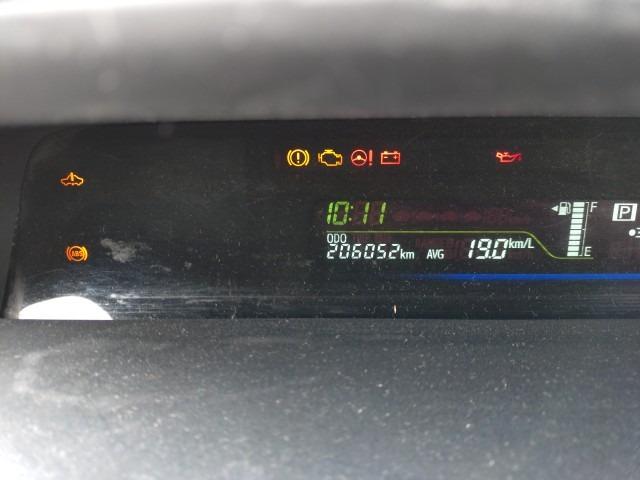 ABS
10:11
F
P
ODO
206052km AVG 19.0km/L
E